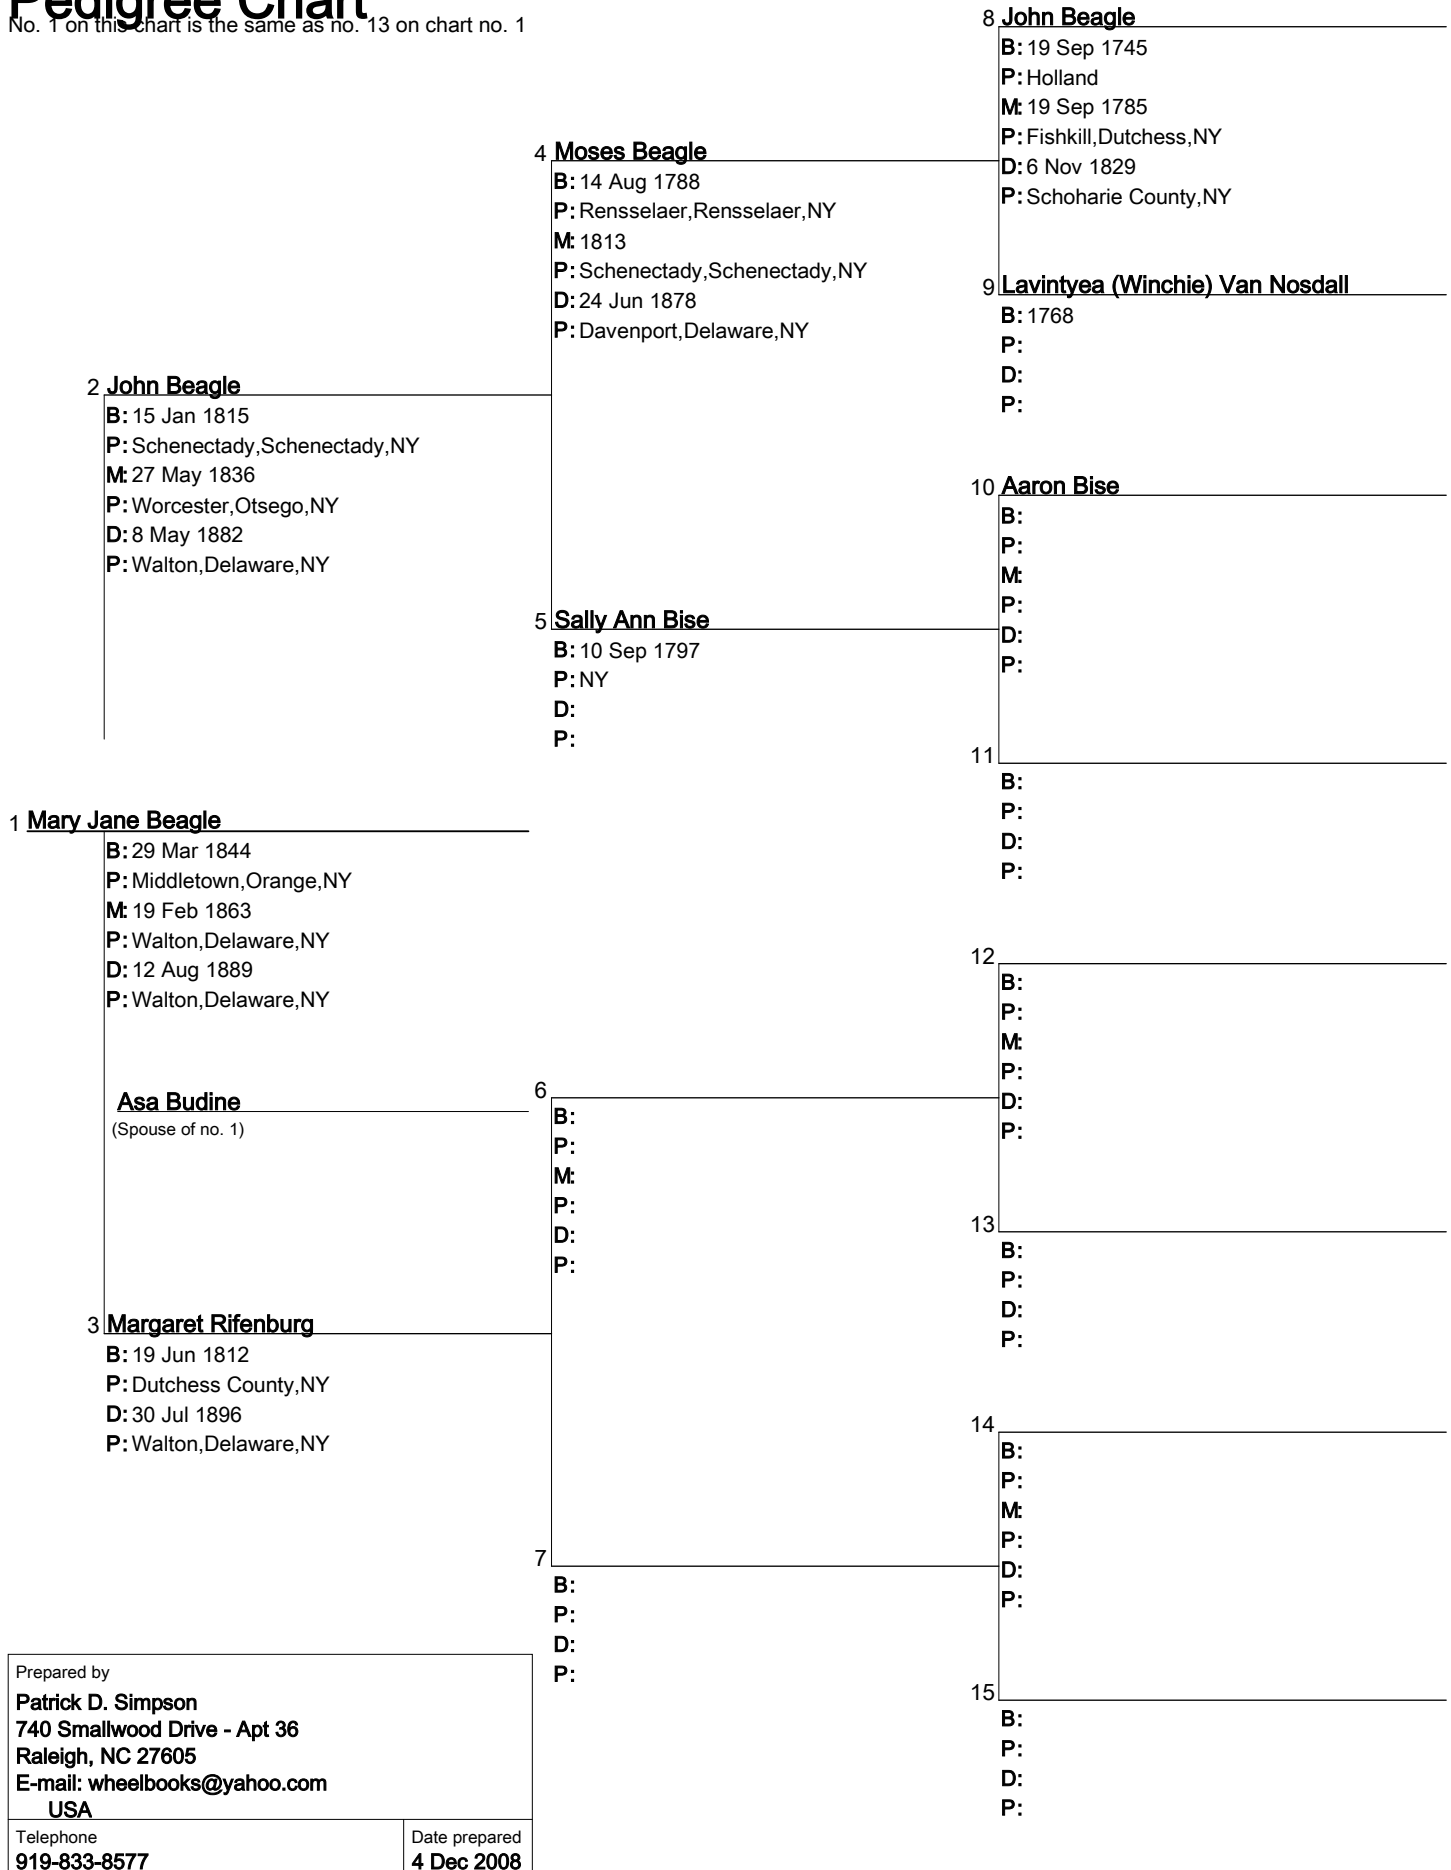 Pedigree Chart
No. 1 on this chart is the same as no. 13 on chart no. 1
8 John Beagle
B: 19 Sep 1745
P: Holland
M: 19 Sep 1785
P: Fishkill,Dutchess,NY
D: 6 Nov 1829
P: Schoharie County,NY
4 Moses Beagle
B: 14 Aug 1788
P: Rensselaer,Rensselaer,NY
M: 1813
P: Schenectady,Schenectady,NY
D: 24 Jun 1878
P: Davenport,Delaware,NY
9 Lavintyea (Winchie) Van Nosdall
B: 1768
P:
D:
P:
2 John Beagle
B: 15 Jan 1815
P: Schenectady,Schenectady,NY
M: 27 May 1836
P: Worcester,Otsego,NY
D: 8 May 1882
P: Walton,Delaware,NY
10 Aaron Bise
B:
P:
M:
P:
D:
P:
5 Sally Ann Bise
B: 10 Sep 1797
P: NY
D:
P:
11
B:
P:
D:
P:
1 Mary Jane Beagle
B: 29 Mar 1844
P: Middletown,Orange,NY
M: 19 Feb 1863
P: Walton,Delaware,NY
D: 12 Aug 1889
P: Walton,Delaware,NY
Asa Budine
(Spouse of no. 1)
12
B:
P:
M:
P:
D:
P:
6
B:
P:
M:
P:
D:
P:
13
B:
P:
D:
P:
3 Margaret Rifenburg
B: 19 Jun 1812
P: Dutchess County,NY
D: 30 Jul 1896
P: Walton,Delaware,NY
14
B:
P:
M:
P:
D:
P:
7
B:
P:
D:
P:
15
B:
P:
D:
P:
Prepared by
Patrick D. Simpson
740 Smallwood Drive - Apt 36
Raleigh, NC 27605
E-mail: wheelbooks@yahoo.com
USA
Telephone
919-833-8577
Date prepared
4 Dec 2008